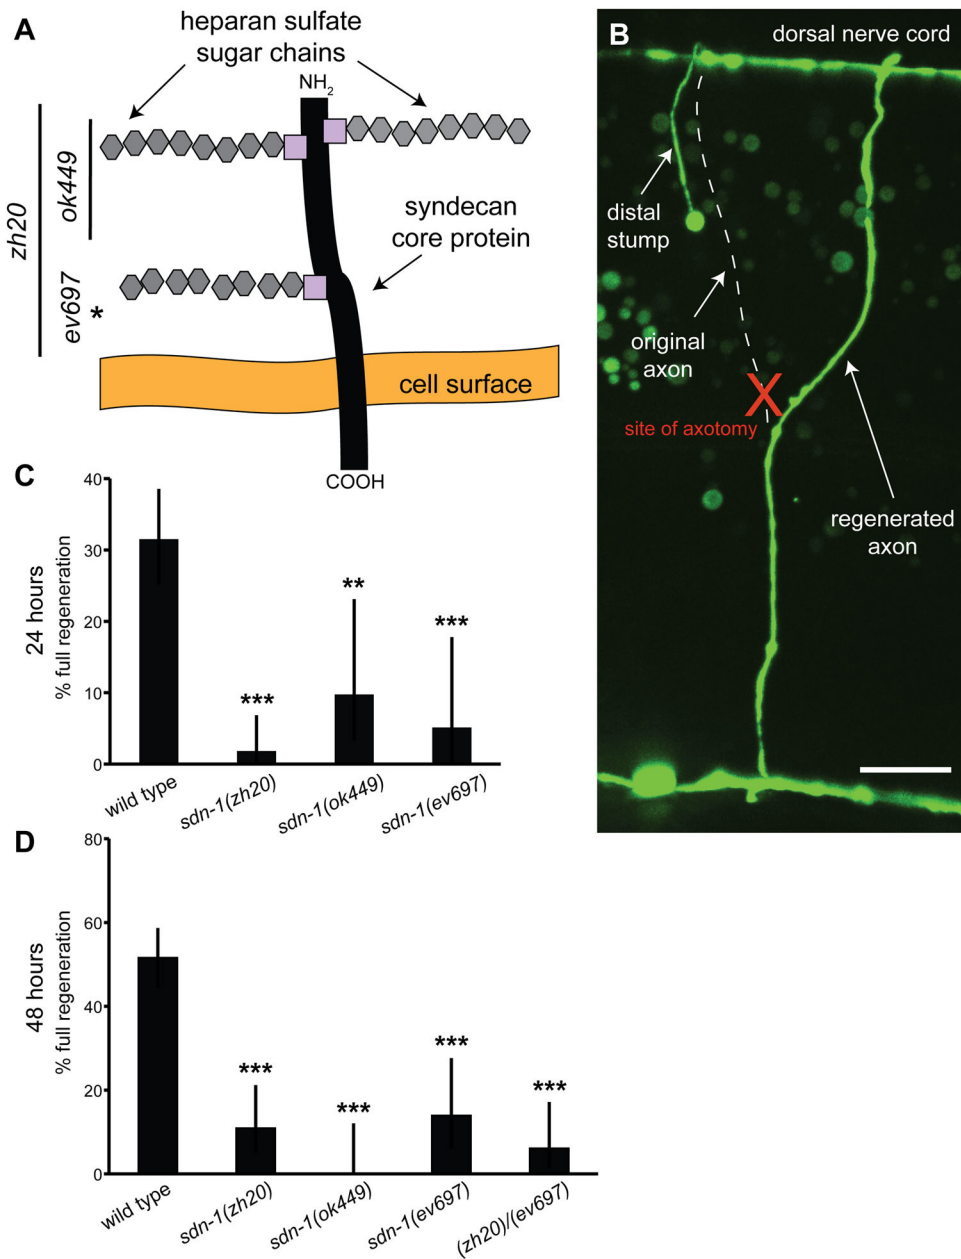 A
heparan sulfate
sugar chains
NH2
zh20
ok449
ev697
*
syndecan
core protein
cell surface
COOH
B
dorsal nerve cord
distal
stump
original
axon
X
site of axotomy
regenerated
axon
C
24 hours
% full regeneration
40
30
20
10
0
***
**
***
wild type
sdn-1(zh20)
sdn-1(ok449)
sdn-1(ev697)
D
48 hours
% full regeneration
80
60
40
20
0
***
***
***
***
wild type
sdn-1(zh20)
sdn-1(ok449)
sdn-1(ev697)
(zh20)/(ev697)